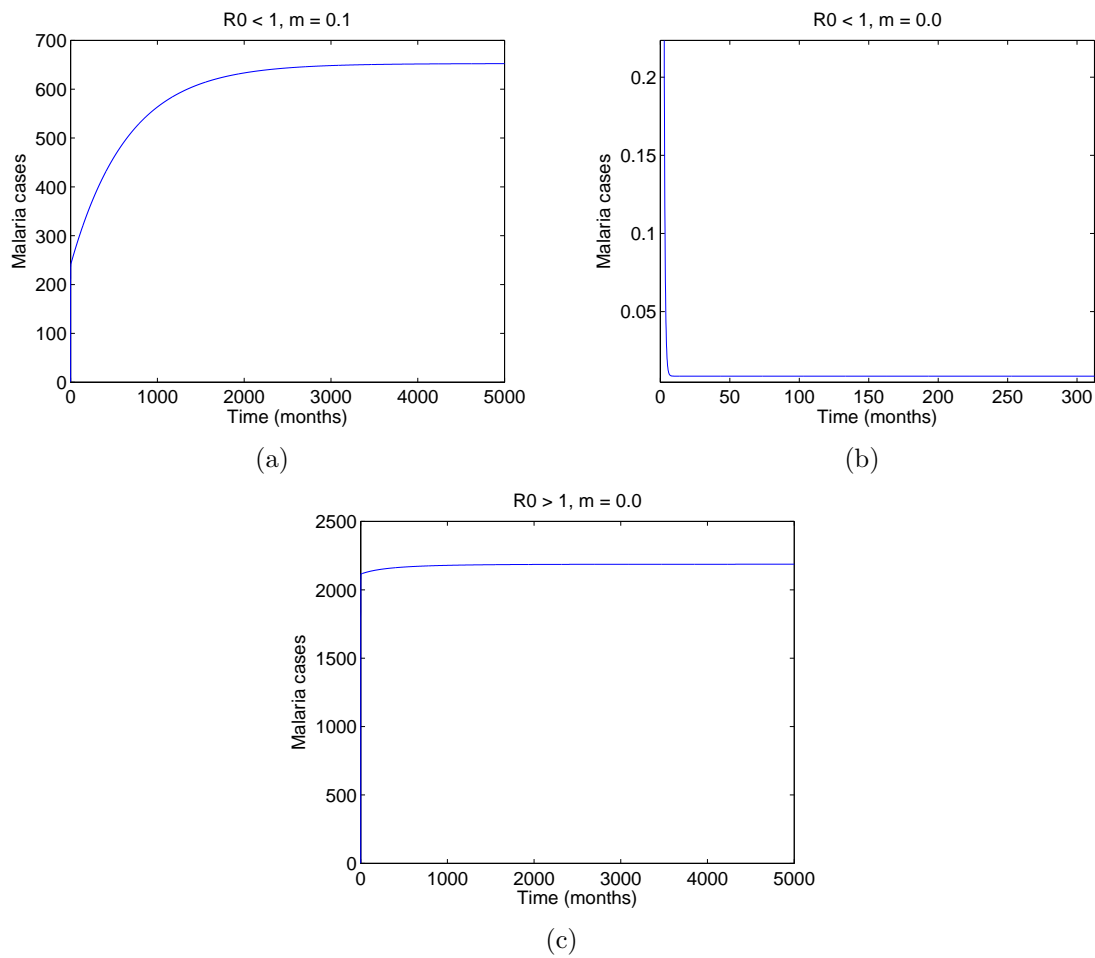 R0 < 1, m = 0.1
700
600
500
400
300
200
100
0
Malaria cases
0 1000 2000 3000 4000 5000
Time (months)
(a)
R0 < 1, m = 0.0
0.2
0.15
0.1
0.05
Malaria cases
0 50 100 150 200 250 300
Time (months)
(b)
R0 > 1, m = 0.0
2500
2000
1500
1000
500
0
Malaria cases
0 1000 2000 3000 4000 5000
Time (months)
(c)